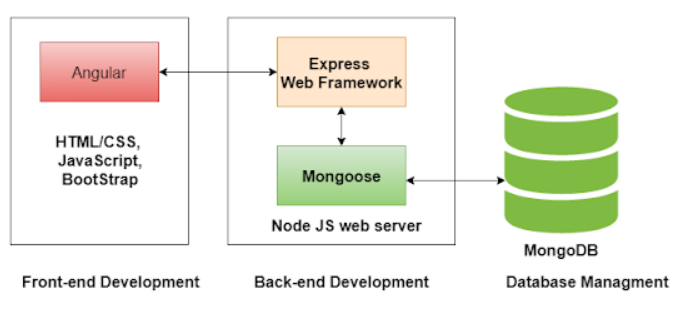 Angular
HTML/CSS,
JavaScript,
BootStrap
Front-end Development
Express
Web Framework
Mongoose
Node JS web server
Back-end Development
MongoDB
Database Managment